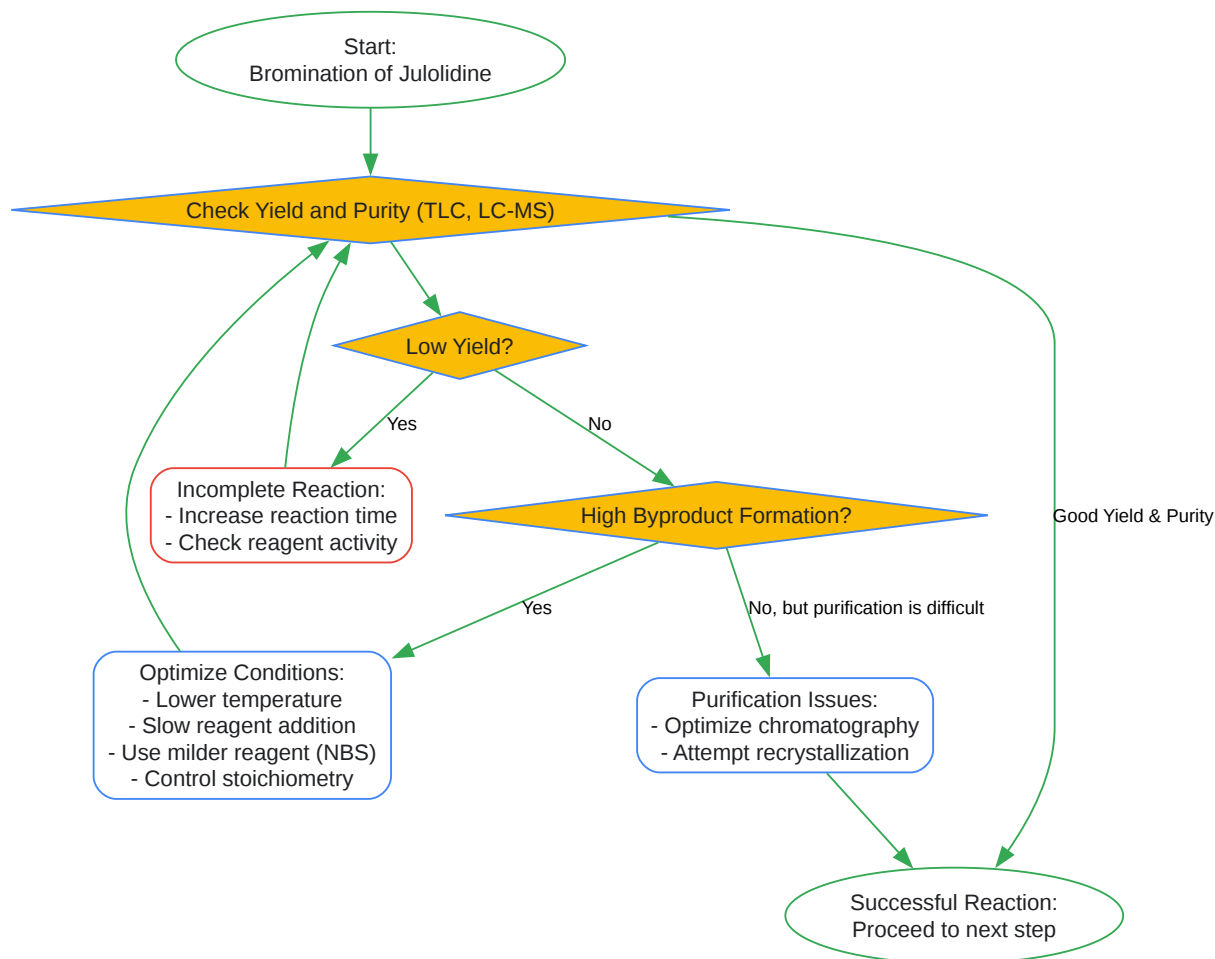 Start:
Bromination of Julolidine
Check Yield and Purity (TLC, LC-MS)
Low Yield?
Yes
No
Incomplete Reaction:
- Increase reaction time
- Check reagent activity
High Byproduct Formation?
Good Yield & Purity
Yes
No, but purification is difficult
Optimize Conditions:
- Lower temperature
- Slow reagent addition
- Use milder reagent (NBS)
- Control stoichiometry
Purification Issues:
- Optimize chromatography
- Attempt recrystallization
Successful Reaction:
Proceed to next step